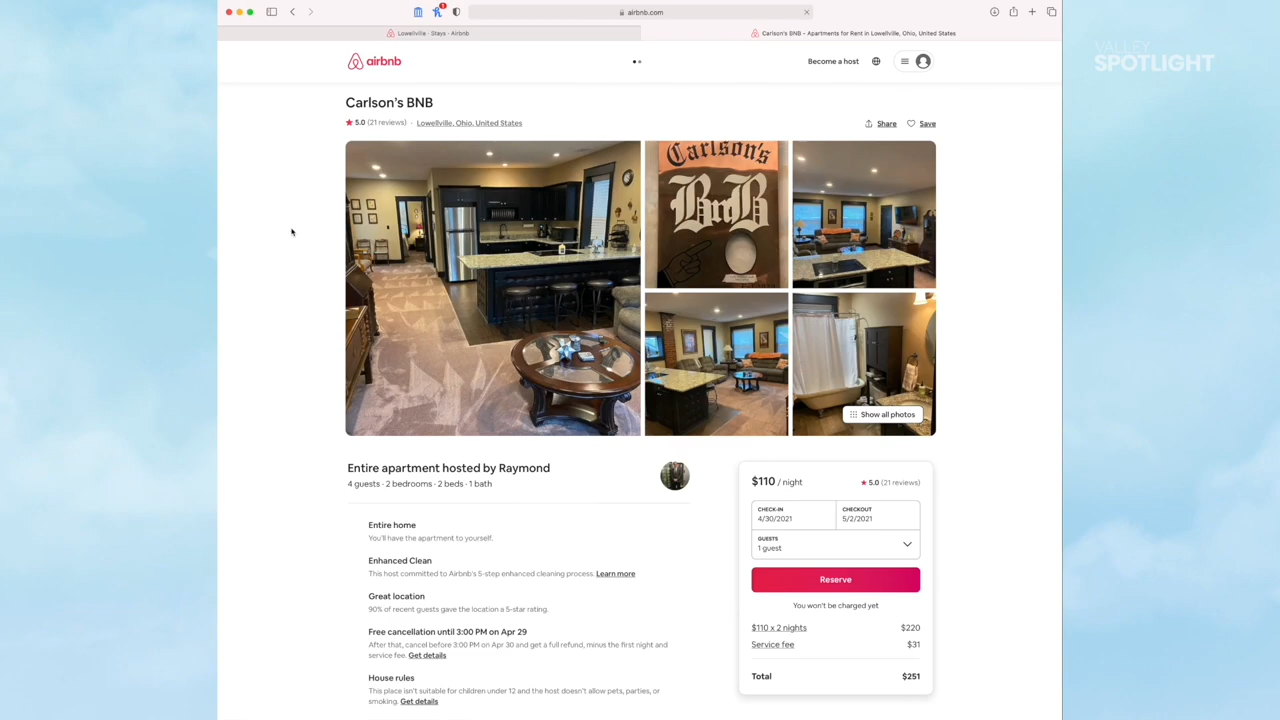 1
airbnb.com
Lowellville · Stays · Airbnb
Carlson's BNB - Apartments for Rent in Lowellville, Ohio, United States
VALLEY
SPOTLIGHT
airbnb
Become a host
Carlson's BNB
5.0 (21 reviews) · Lowellville, Ohio, United States
Share
Save
Carlson's
BnB
Show all photos
Entire apartment hosted by Raymond
4 guests · 2 bedrooms · 2 beds · 1 bath
Entire home
You'll have the apartment to yourself.
Enhanced Clean
This host committed to Airbnb's 5-step enhanced cleaning process. Learn more
Great location
90% of recent guests gave the location a 5-star rating.
Free cancellation until 3:00 PM on Apr 29
After that, cancel before 3:00 PM on Apr 30 and get a full refund, minus the first night and
service fee. Get details
House rules
This place isn't suitable for children under 12 and the host doesn't allow pets, parties, or
smoking. Get details
$110 / night
5.0 (21 reviews)
CHECK-IN
4/30/2021
CHECKOUT
5/2/2021
GUESTS
1 guest
Reserve
You won't be charged yet
$110 x 2 nights $220
Service fee $31
Total $251